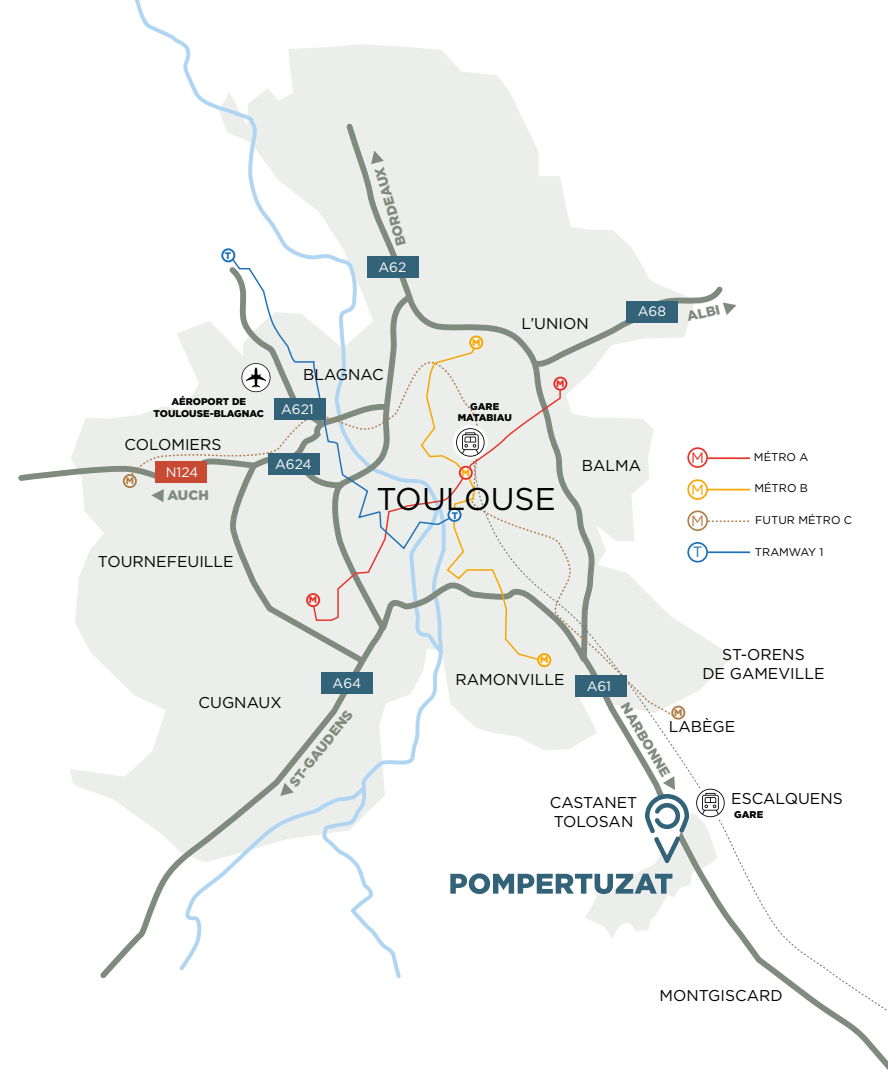 BORDEAUX
A62
L'UNION
A68
ALBI
BLAGNAC
AÉROPORT DE
TOULOUSE-BLAGNAC
A621
GARE
MATABIAU
COLOMIERS
N124
A624
AUCH
BALMA
TOULOUSE
M
M
M
M
M
M
M
T
T
M MÉTRO A
M MÉTRO B
M FUTUR MÉTRO C
T TRAMWAY 1
TOURNEFEUILLE
ST-ORENS
DE GAMEVILLE
RAMONVILLE
A64
A61
CUGNAUX
ST-GAUDENS
NARBONNE
LABÈGE
CASTANET
TOLOSAN
ESCALQUENS
GARE
POMPERTUZAT
MONTGISCARD